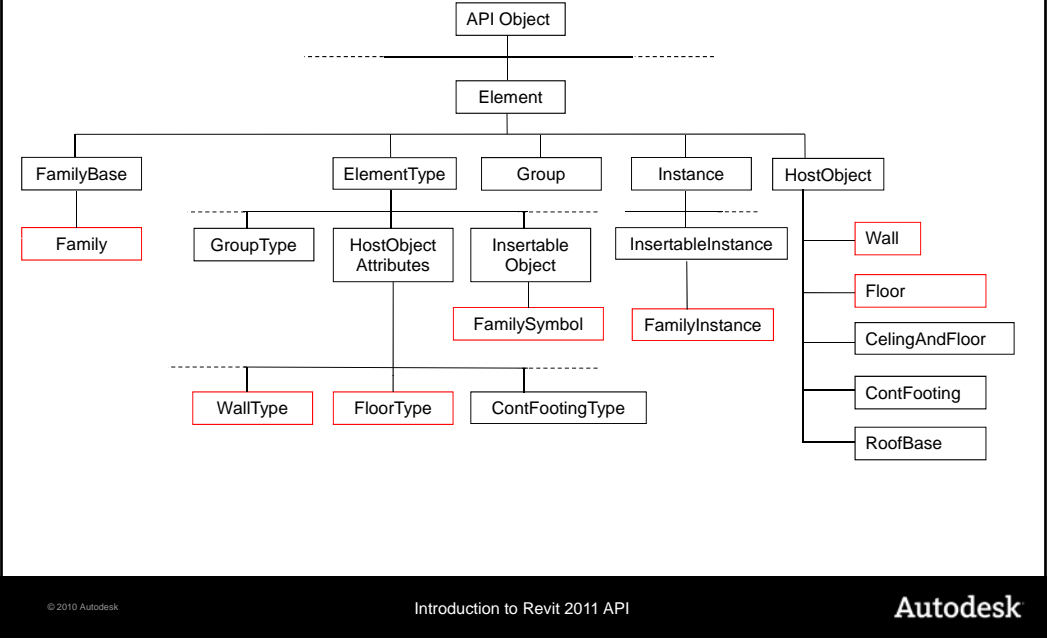 API Object
Element
FamilyBase
ElementType
Group
Instance
HostObject
Family
GroupType
HostObject
Attributes
Insertable
Object
InsertableInstance
Wall
Floor
FamilySymbol
FamilyInstance
CelingAndFloor
WallType
FloorType
ContFootingType
ContFooting
RoofBase
© 2010 Autodesk
Introduction to Revit 2011 API
Autodesk